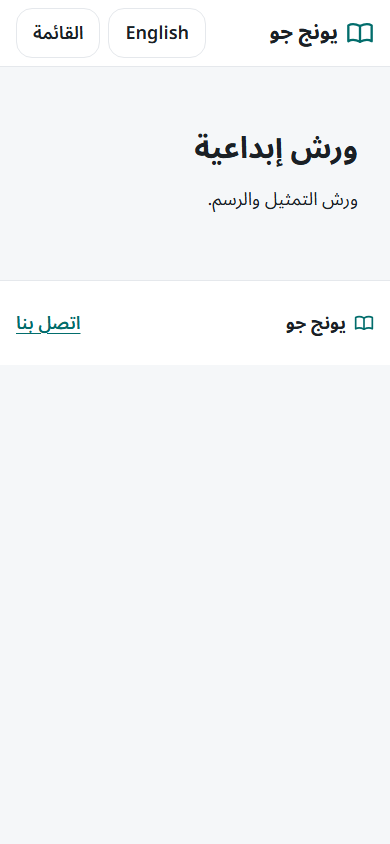 يونج جو
English
القائمة
ورش إبداعية
ورش التمثيل والرسم.
يونج جو
اتصل بنا